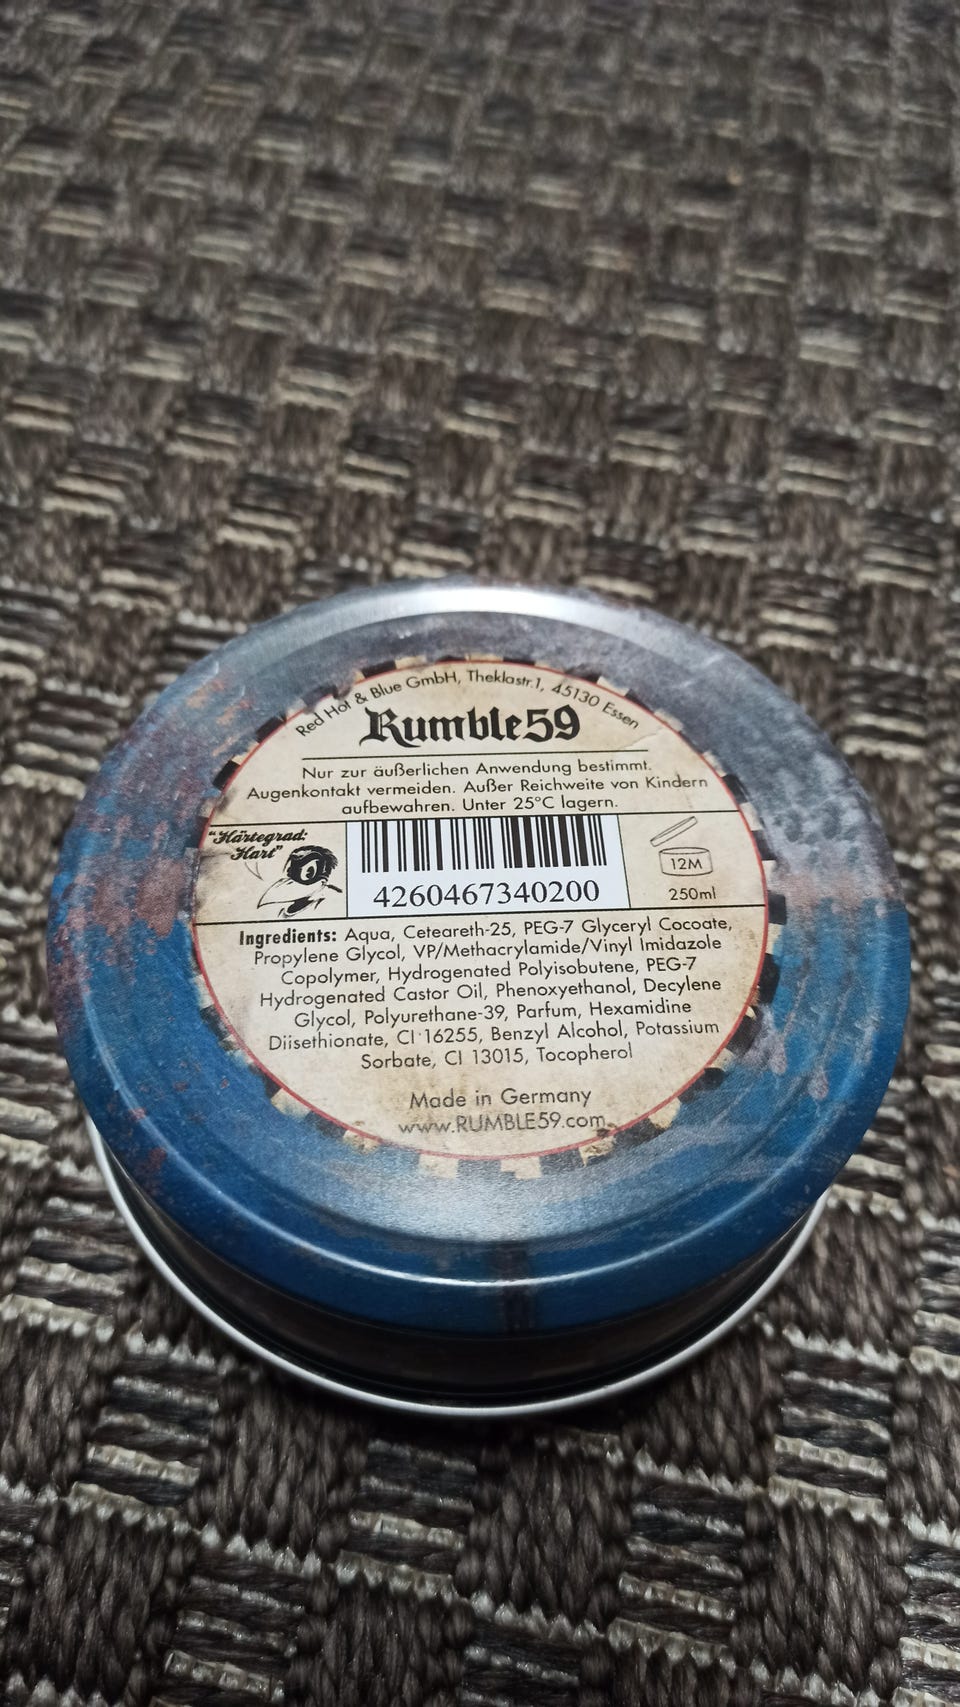 Red Hot & Blue GmbH, Theklastr.1, 45130 Essen
Rumble59
Nur zur äußerlichen Anwendung bestimmt.
Augenkontakt vermeiden. Außer Reichweite von Kindern
aufbewahren. Unter 25°C lagern.
"Härtegrad:
Hart"
4260467340200
12M
250ml
Ingredients: Aqua, Ceteareth-25, PEG-7 Glyceryl Cocoate,
Propylene Glycol, VP/Methacrylamide/Vinyl Imidazole
Copolymer, Hydrogenated Polyisobutene, PEG-7
Hydrogenated Castor Oil, Phenoxyethanol, Decylene
Glycol, Polyurethane-39, Parfum, Hexamidine
Diisethionate, CI 16255, Benzyl Alcohol, Potassium
Sorbate, CI 13015, Tocopherol
Made in Germany
www.RUMBLE59.com